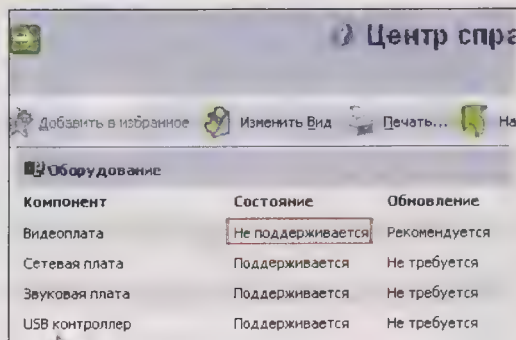 Центр спра
Добавить в избранное Изменить Вид Печать... На
Оборудование
Компонент Состояние Обновление
Видеоплата Не поддерживается Рекомендуется
Сетевая плата Поддерживается Не требуется
Звуковая плата Поддерживается Не требуется
USB контроллер Поддерживается Не требуется